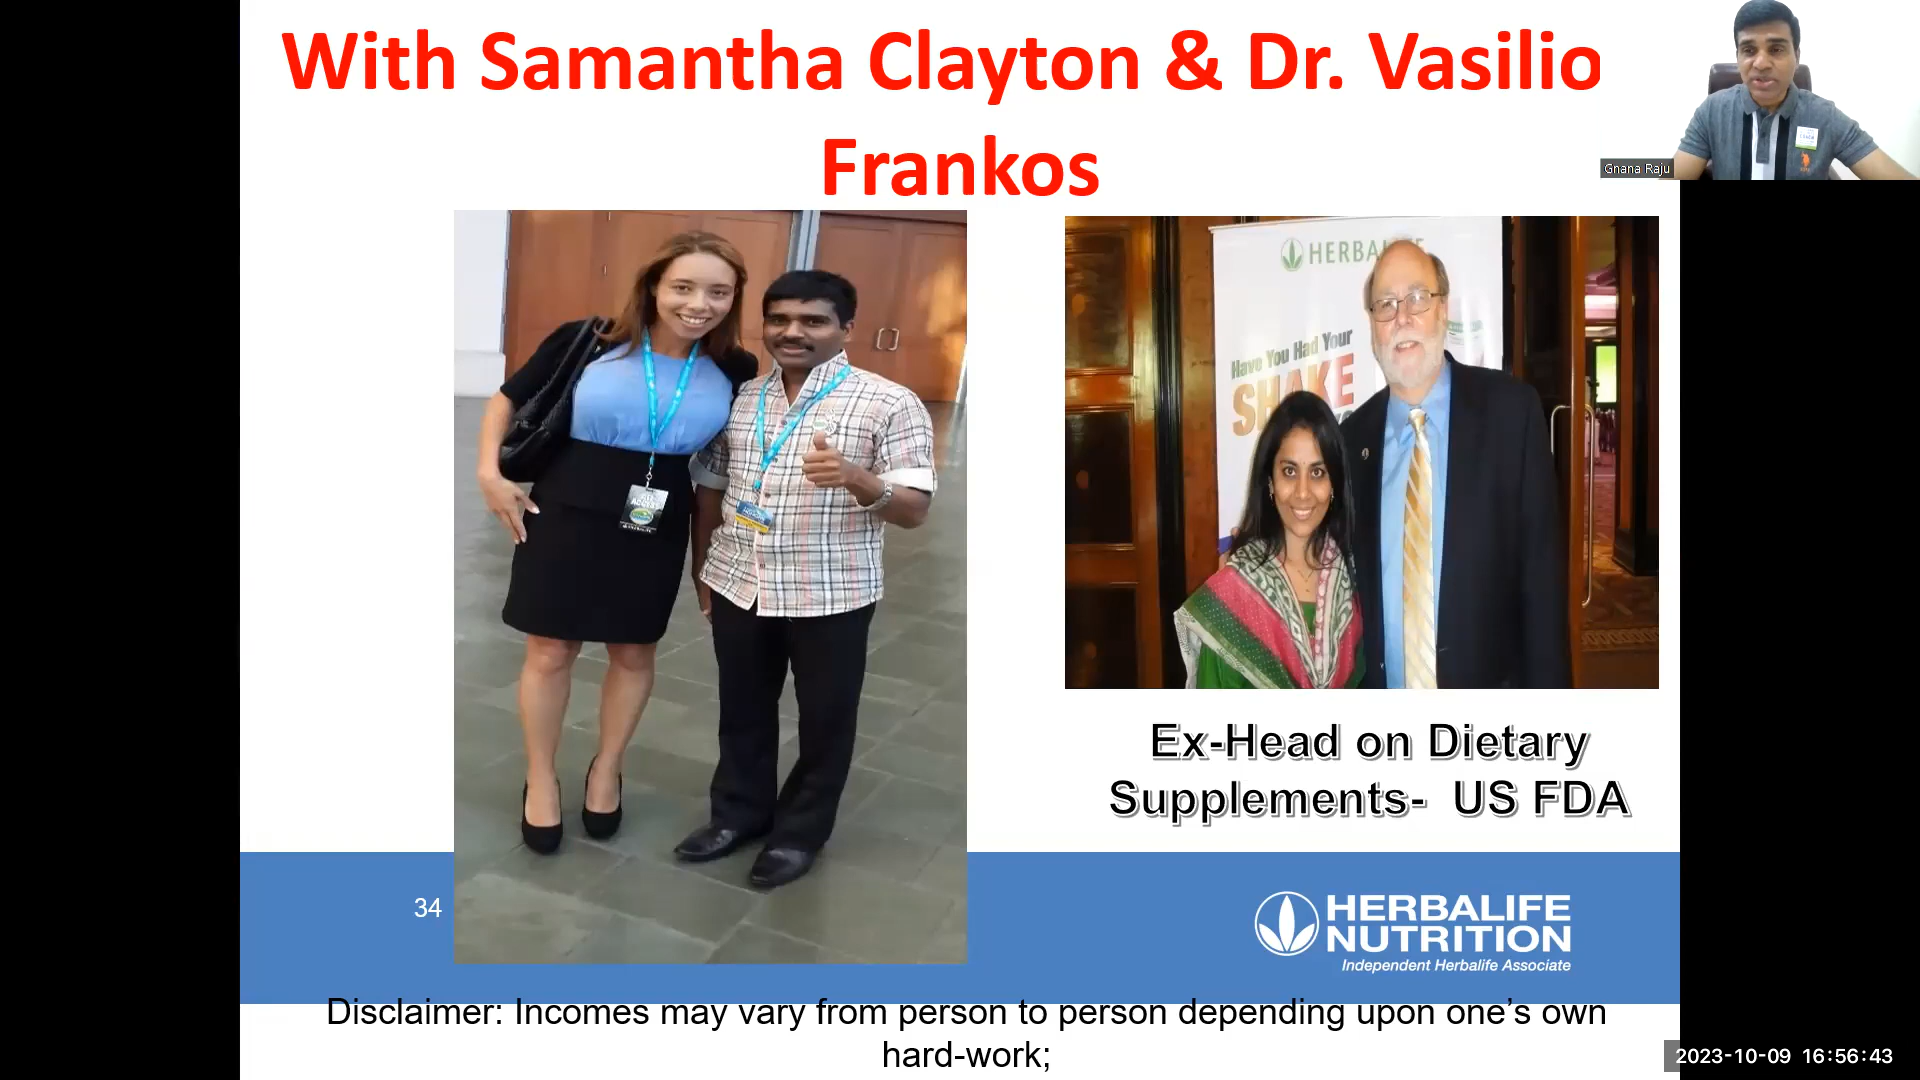 With Samantha Clayton & Dr. Vasilio
Frankos
Gnana Raju
HERBALIFE
Have You Had Your
SHAKE
Ex-Head on Dietary
Supplements- US FDA
34
HERBALIFE
NUTRITION
Independent Herbalife Associate
Disclaimer: Incomes may vary from person to person depending upon one's own
hard-work;
2023-10-09 16:56:43